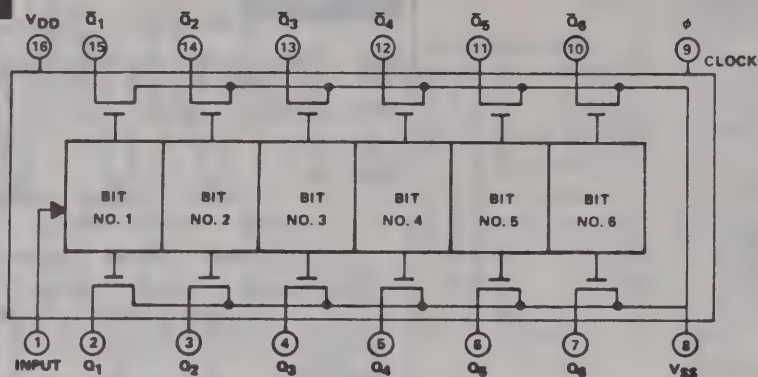 V_DD Q̄1 Q̄2 Q̄3 Q̄4 Q̄5 Q̄6 φ
16 15 14 13 12 11 10 9 CLOCK
BIT BIT BIT BIT BIT BIT
NO. 1 NO. 2 NO. 3 NO. 4 NO. 5 NO. 6
1 2 3 4 5 6 7 8
INPUT Q1 Q2 Q3 Q4 Q5 Q6 V_SS